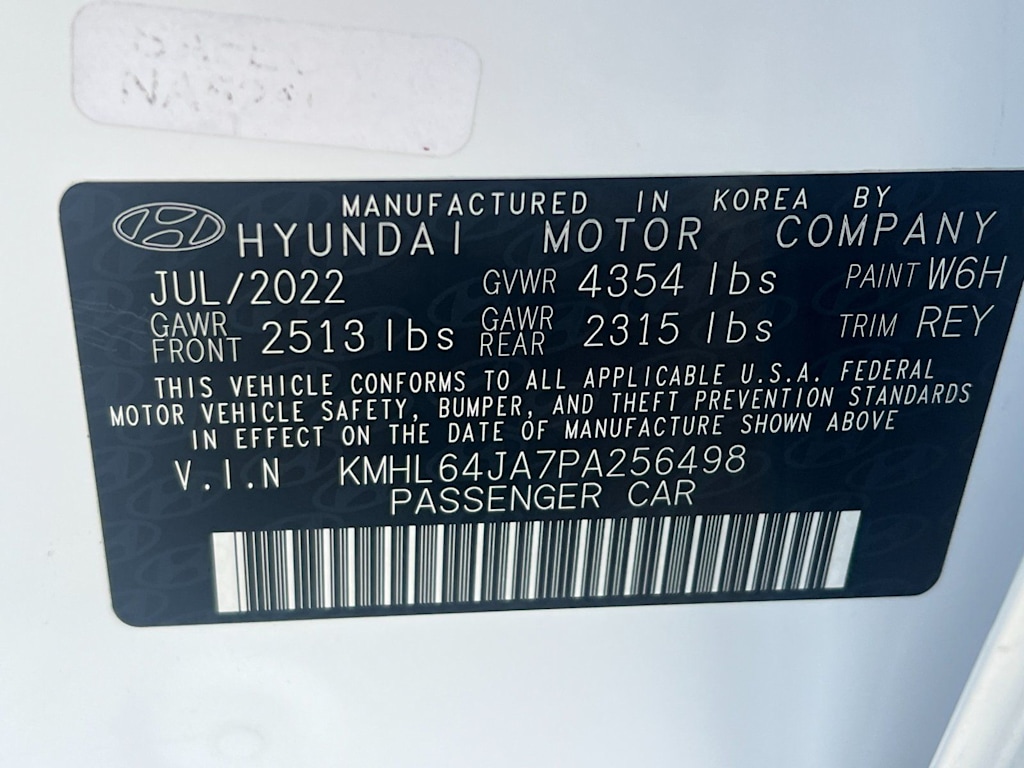 MANUFACTURED IN KOREA BY
HYUNDAI MOTOR COMPANY
JUL/2022 GVWR 4354 lbs PAINT W6H
GAWR FRONT 2513 lbs GAWR REAR 2315 lbs TRIM REY
THIS VEHICLE CONFORMS TO ALL APPLICABLE U.S.A. FEDERAL
MOTOR VEHICLE SAFETY, BUMPER, AND THEFT PREVENTION STANDARDS
IN EFFECT ON THE DATE OF MANUFACTURE SHOWN ABOVE
V.I.N KMHL64JA7PA256498
PASSENGER CAR